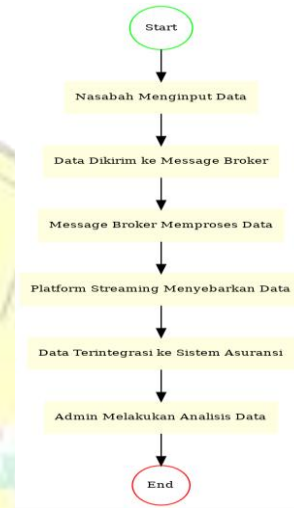 Start
Nasabah Menginput Data
Data Dikirim ke Message Broker
Message Broker Memproses Data
Platform Streaming Menyebarkan Data
Data Terintegrasi ke Sistem Asuransi
Admin Melakukan Analisis Data
End